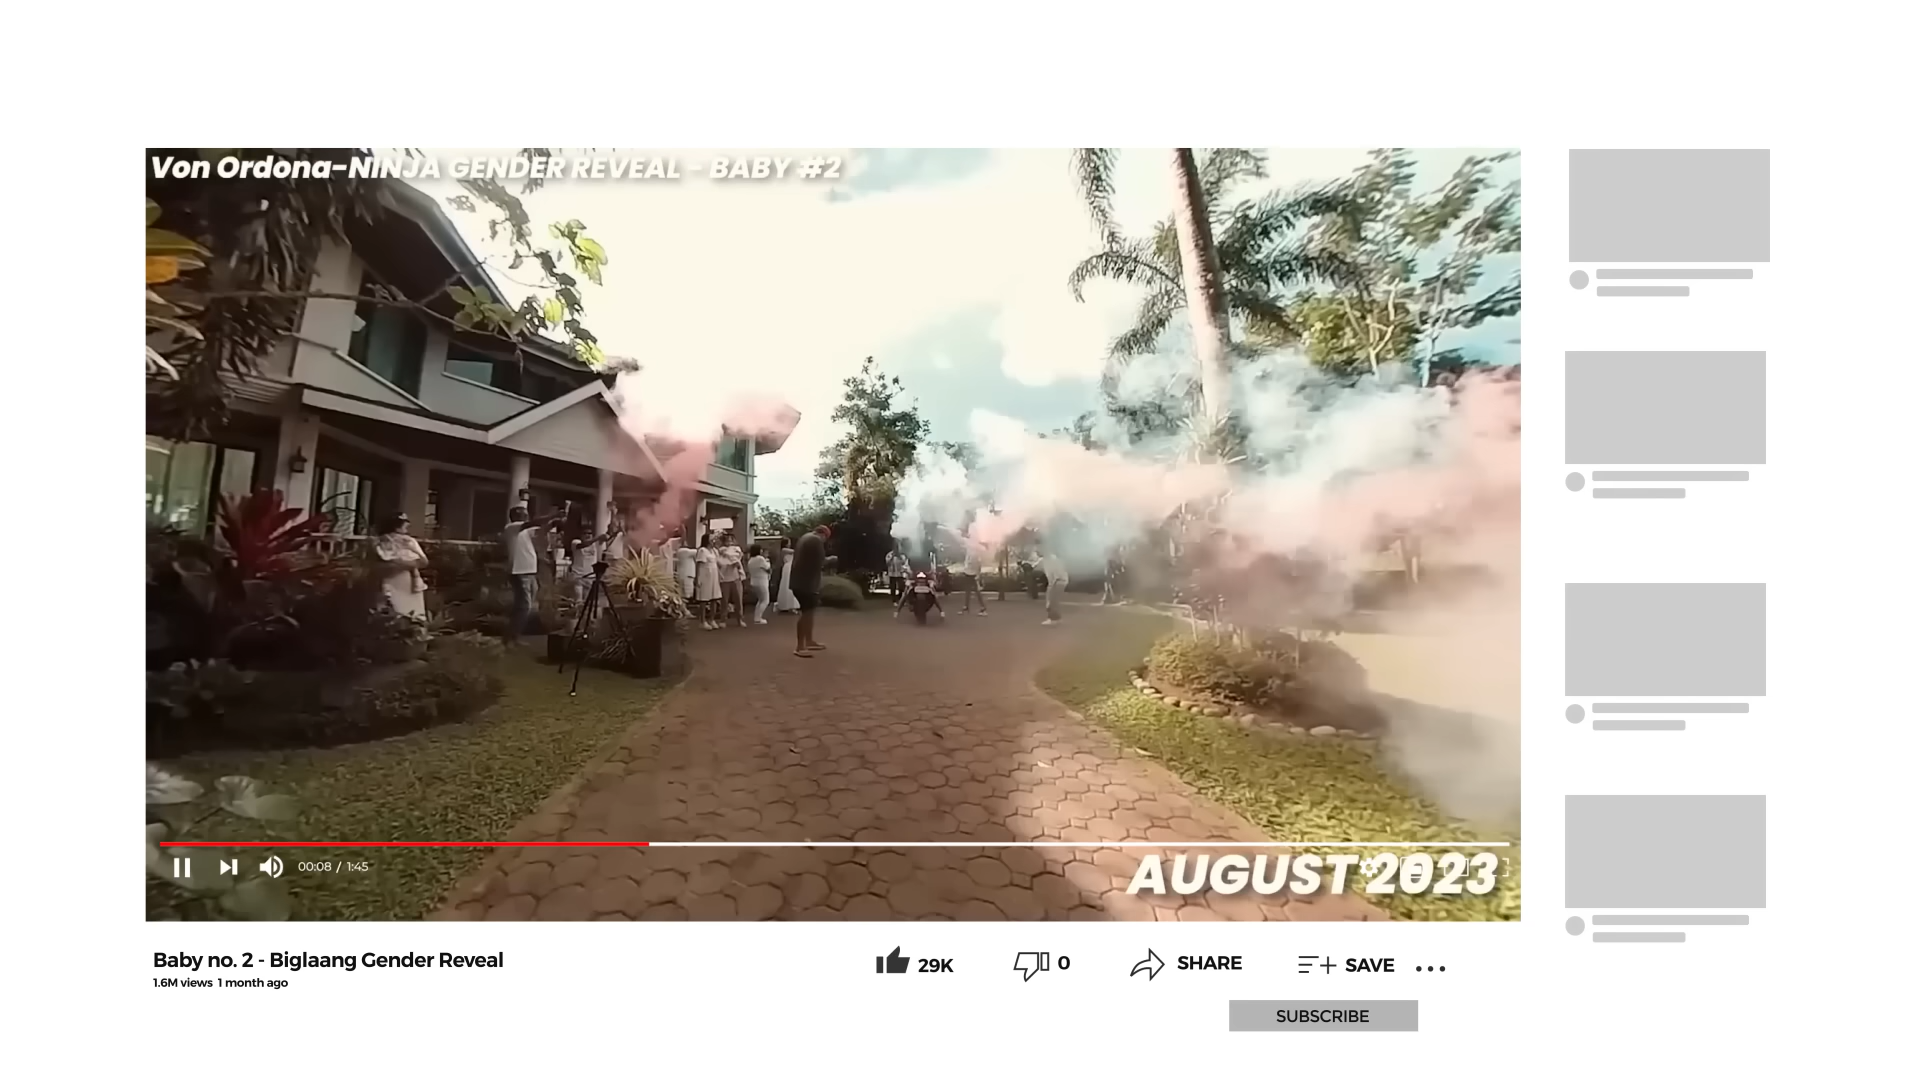 Von Ordona-NINJA GENDER REVEAL - BABY #2
00:08 / 1:45
AUGUST 2023
Baby no. 2 - Biglaang Gender Reveal
1.6M views 1 month ago
29K
0
SHARE
SAVE
SUBSCRIBE